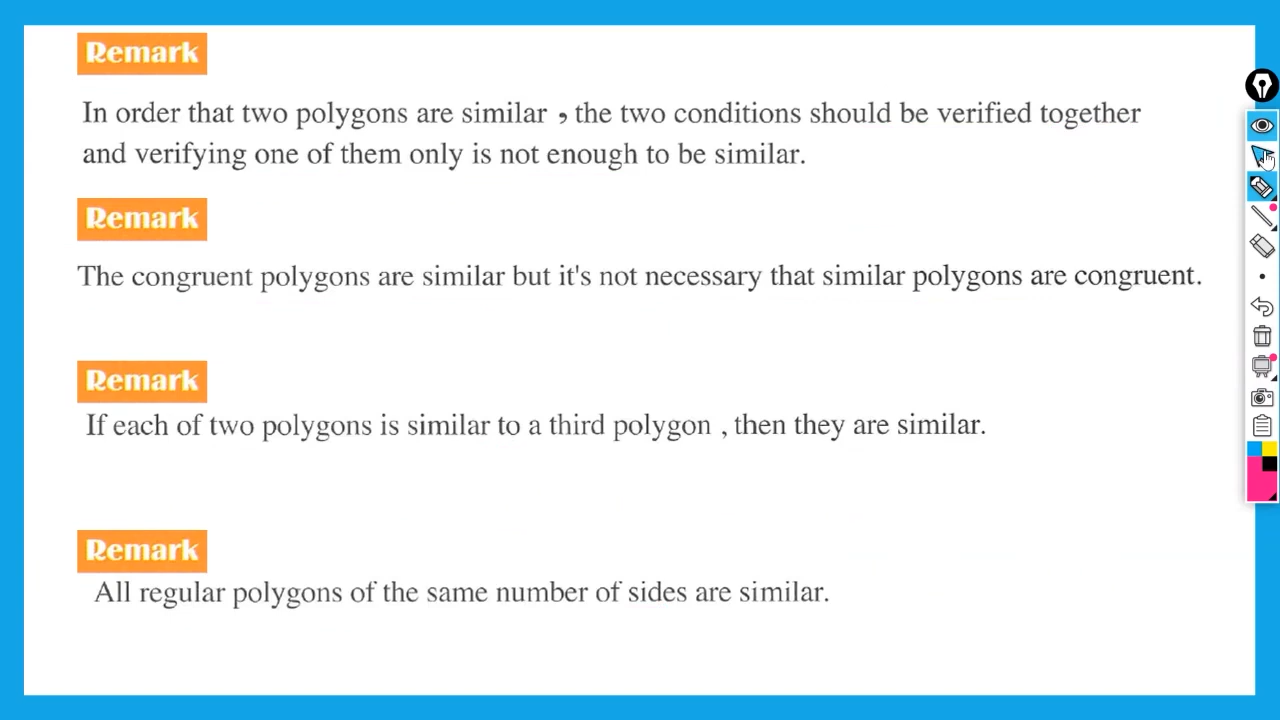 Remark
In order that two polygons are similar , the two conditions should be verified together
and verifying one of them only is not enough to be similar.
Remark
The congruent polygons are similar but it's not necessary that similar polygons are congruent.
Remark
If each of two polygons is similar to a third polygon , then they are similar.
Remark
All regular polygons of the same number of sides are similar.